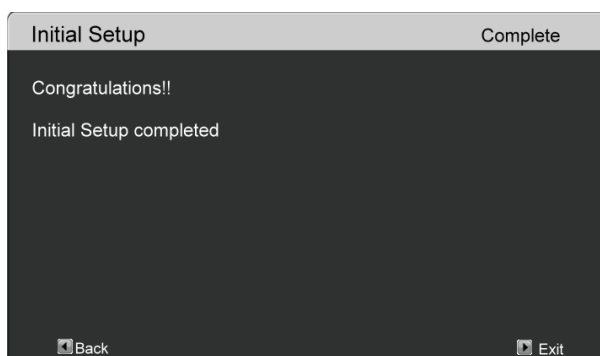 Initial Setup Complete
Congratulations!!
Initial Setup completed
Back Exit